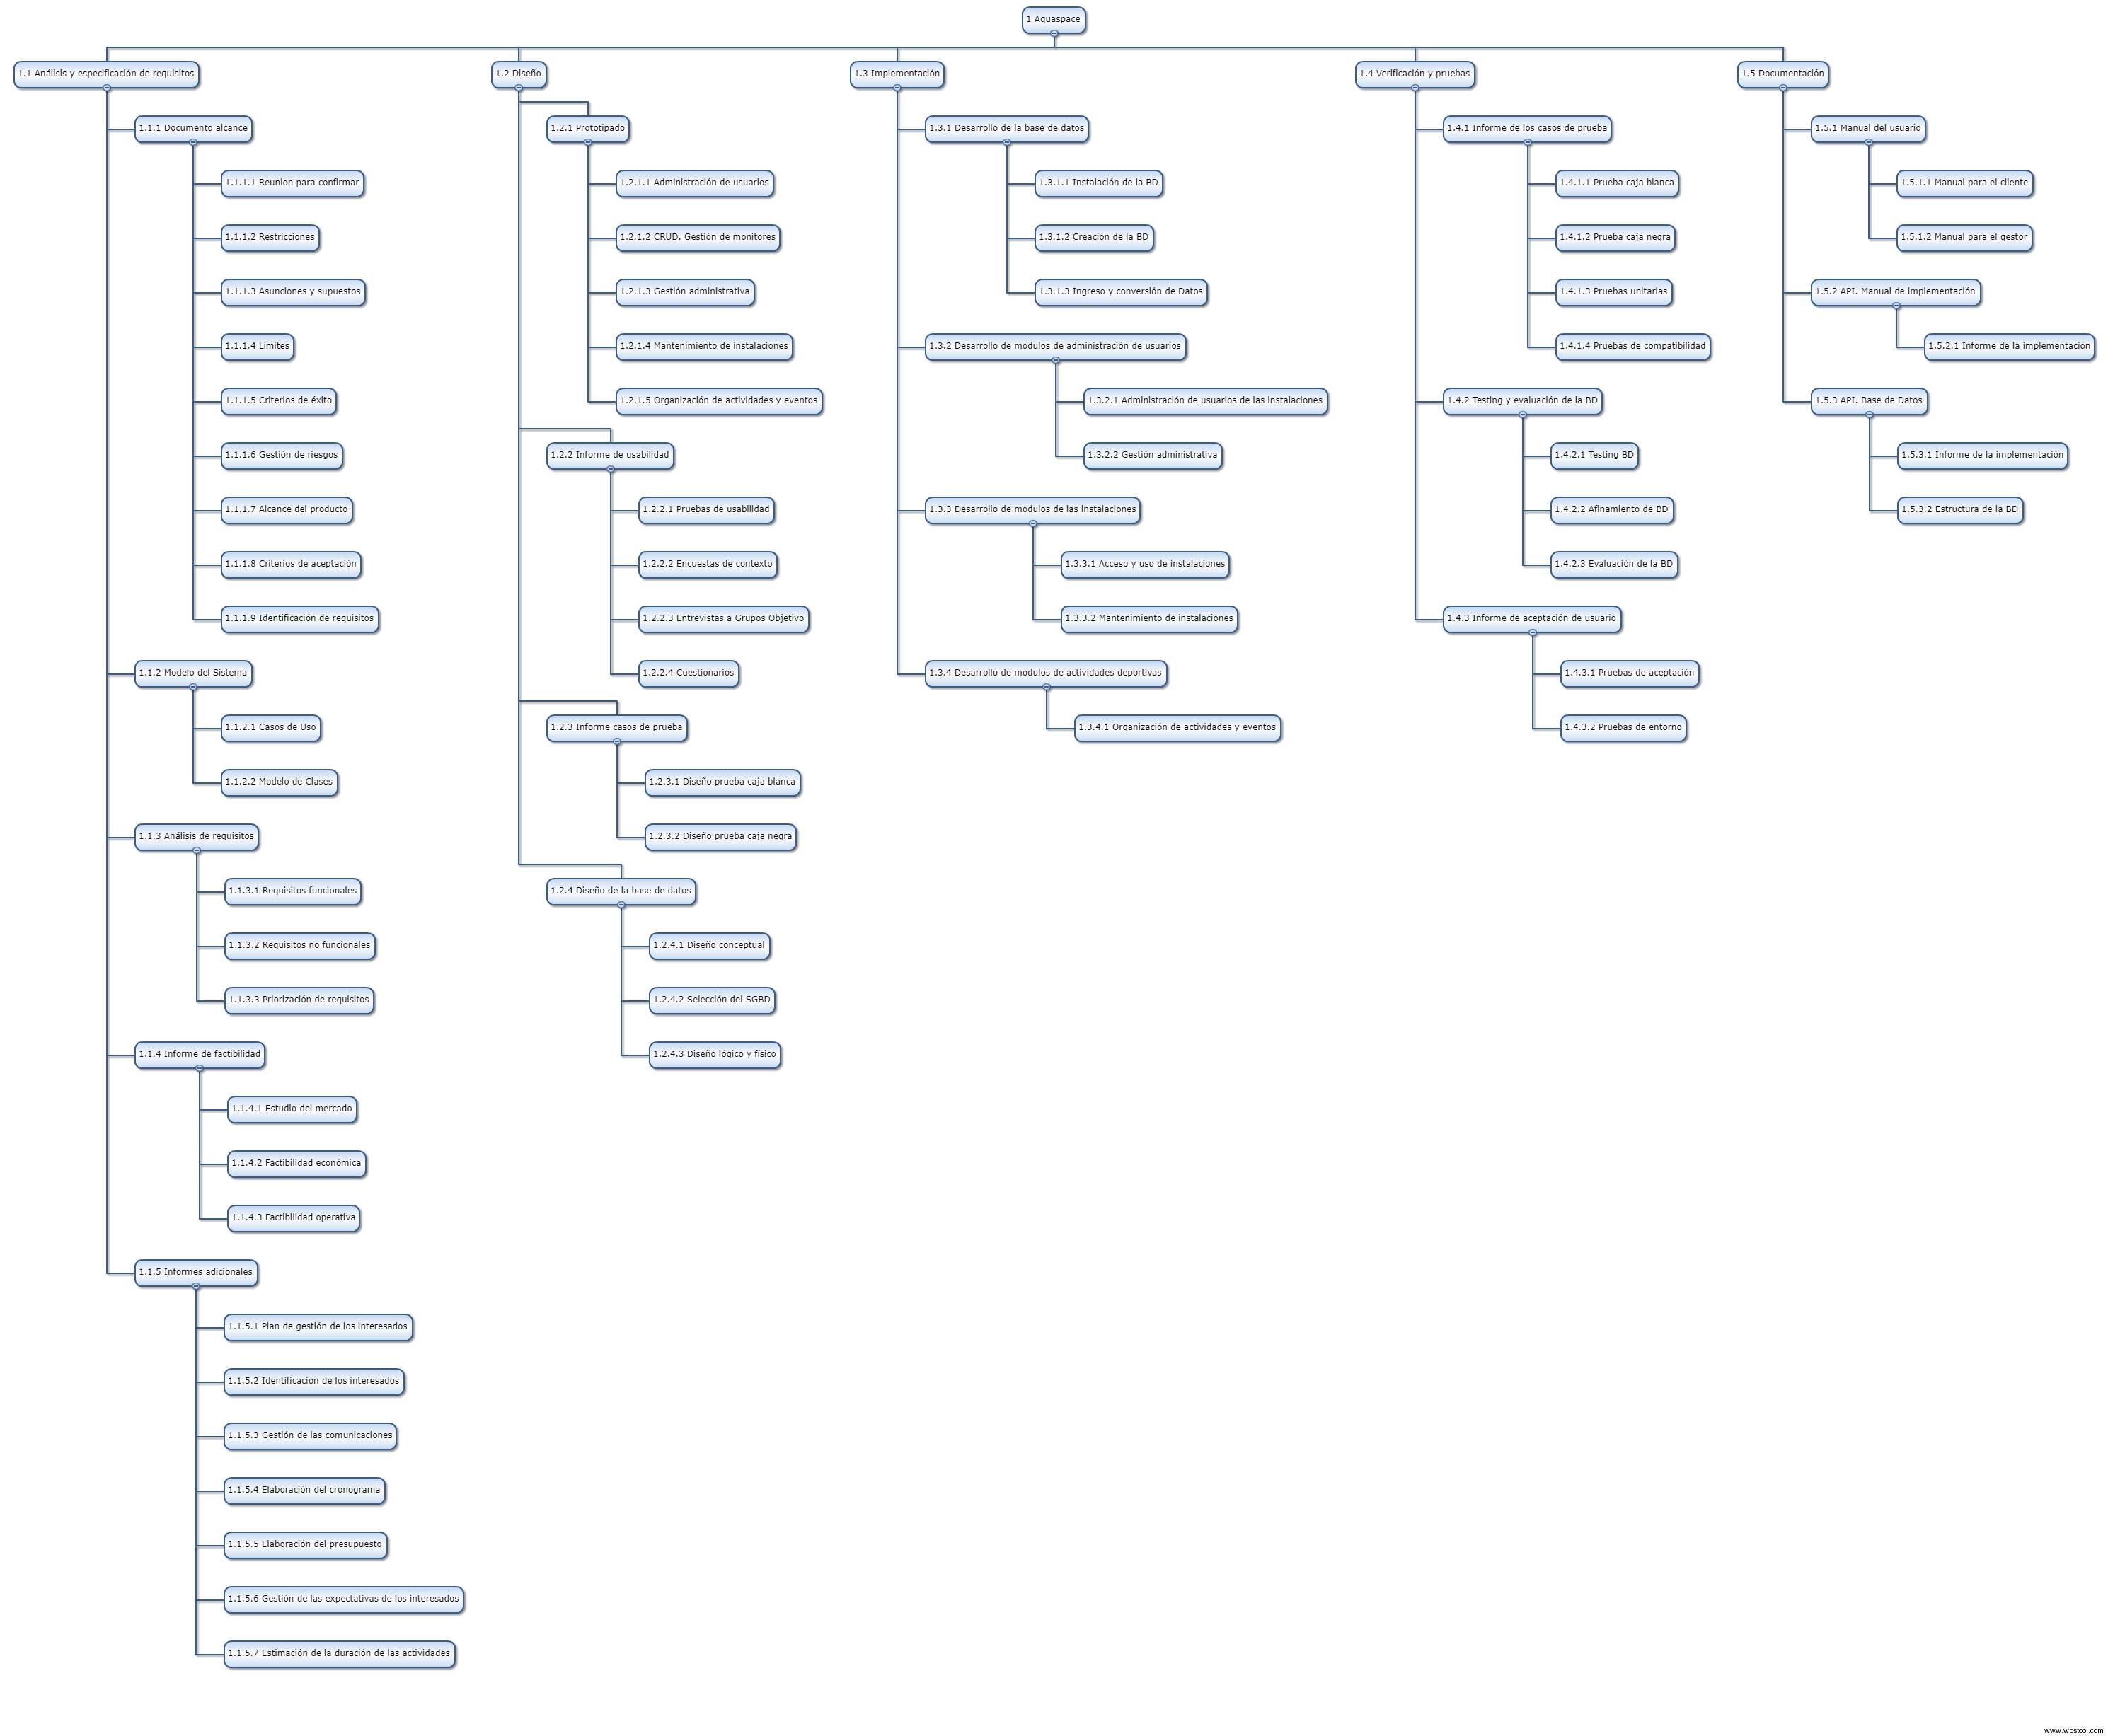 1 Aquaspace
1.1 Análisis y especificación de requisitos
1.1.1 Documento alcance
1.1.1.1 Reunion para confirmar
1.1.1.2 Restricciones
1.1.1.3 Asunciones y supuestos
1.1.1.4 Límites
1.1.1.5 Criterios de éxito
1.1.1.6 Gestión de riesgos
1.1.1.7 Alcance del producto
1.1.1.8 Criterios de aceptación
1.1.1.9 Identificación de requisitos
1.1.2 Modelo del Sistema
1.1.2.1 Casos de Uso
1.1.2.2 Modelo de Clases
1.1.3 Análisis de requisitos
1.1.3.1 Requisitos funcionales
1.1.3.2 Requisitos no funcionales
1.1.3.3 Priorización de requisitos
1.1.4 Informe de factibilidad
1.1.4.1 Estudio del mercado
1.1.4.2 Factibilidad económica
1.1.4.3 Factibilidad operativa
1.1.5 Informes adicionales
1.1.5.1 Plan de gestión de los interesados
1.1.5.2 Identificación de los interesados
1.1.5.3 Gestión de las comunicaciones
1.1.5.4 Elaboración del cronograma
1.1.5.5 Elaboración del presupuesto
1.1.5.6 Gestión de las expectativas de los interesados
1.1.5.7 Estimación de la duración de las actividades
1.2 Diseño
1.2.1 Prototipado
1.2.1.1 Administración de usuarios
1.2.1.2 CRUD. Gestión de monitores
1.2.1.3 Gestión administrativa
1.2.1.4 Mantenimiento de instalaciones
1.2.1.5 Organización de actividades y eventos
1.2.2 Informe de usabilidad
1.2.2.1 Pruebas de usabilidad
1.2.2.2 Encuestas de contexto
1.2.2.3 Entrevistas a Grupos Objetivo
1.2.2.4 Cuestionarios
1.2.3 Informe casos de prueba
1.2.3.1 Diseño prueba caja blanca
1.2.3.2 Diseño prueba caja negra
1.2.4 Diseño de la base de datos
1.2.4.1 Diseño conceptual
1.2.4.2 Selección del SGBD
1.2.4.3 Diseño lógico y físico
1.3 Implementación
1.3.1 Desarrollo de la base de datos
1.3.1.1 Instalación de la BD
1.3.1.2 Creación de la BD
1.3.1.3 Ingreso y conversión de Datos
1.3.2 Desarrollo de modulos de administración de usuarios
1.3.2.1 Administración de usuarios de las instalaciones
1.3.2.2 Gestión administrativa
1.3.3 Desarrollo de modulos de las instalaciones
1.3.3.1 Acceso y uso de instalaciones
1.3.3.2 Mantenimiento de instalaciones
1.3.4 Desarrollo de modulos de actividades deportivas
1.3.4.1 Organización de actividades y eventos
1.4 Verificación y pruebas
1.4.1 Informe de los casos de prueba
1.4.1.1 Prueba caja blanca
1.4.1.2 Prueba caja negra
1.4.1.3 Pruebas unitarias
1.4.1.4 Pruebas de compatibilidad
1.4.2 Testing y evaluación de la BD
1.4.2.1 Testing BD
1.4.2.2 Afinamiento de BD
1.4.2.3 Evaluación de la BD
1.4.3 Informe de aceptación de usuario
1.4.3.1 Pruebas de aceptación
1.4.3.2 Pruebas de entorno
1.5 Documentación
1.5.1 Manual del usuario
1.5.1.1 Manual para el cliente
1.5.1.2 Manual para el gestor
1.5.2 API. Manual de implementación
1.5.2.1 Informe de la implementación
1.5.3 API. Base de Datos
1.5.3.1 Informe de la implementación
1.5.3.2 Estructura de la BD
www.wbstool.com